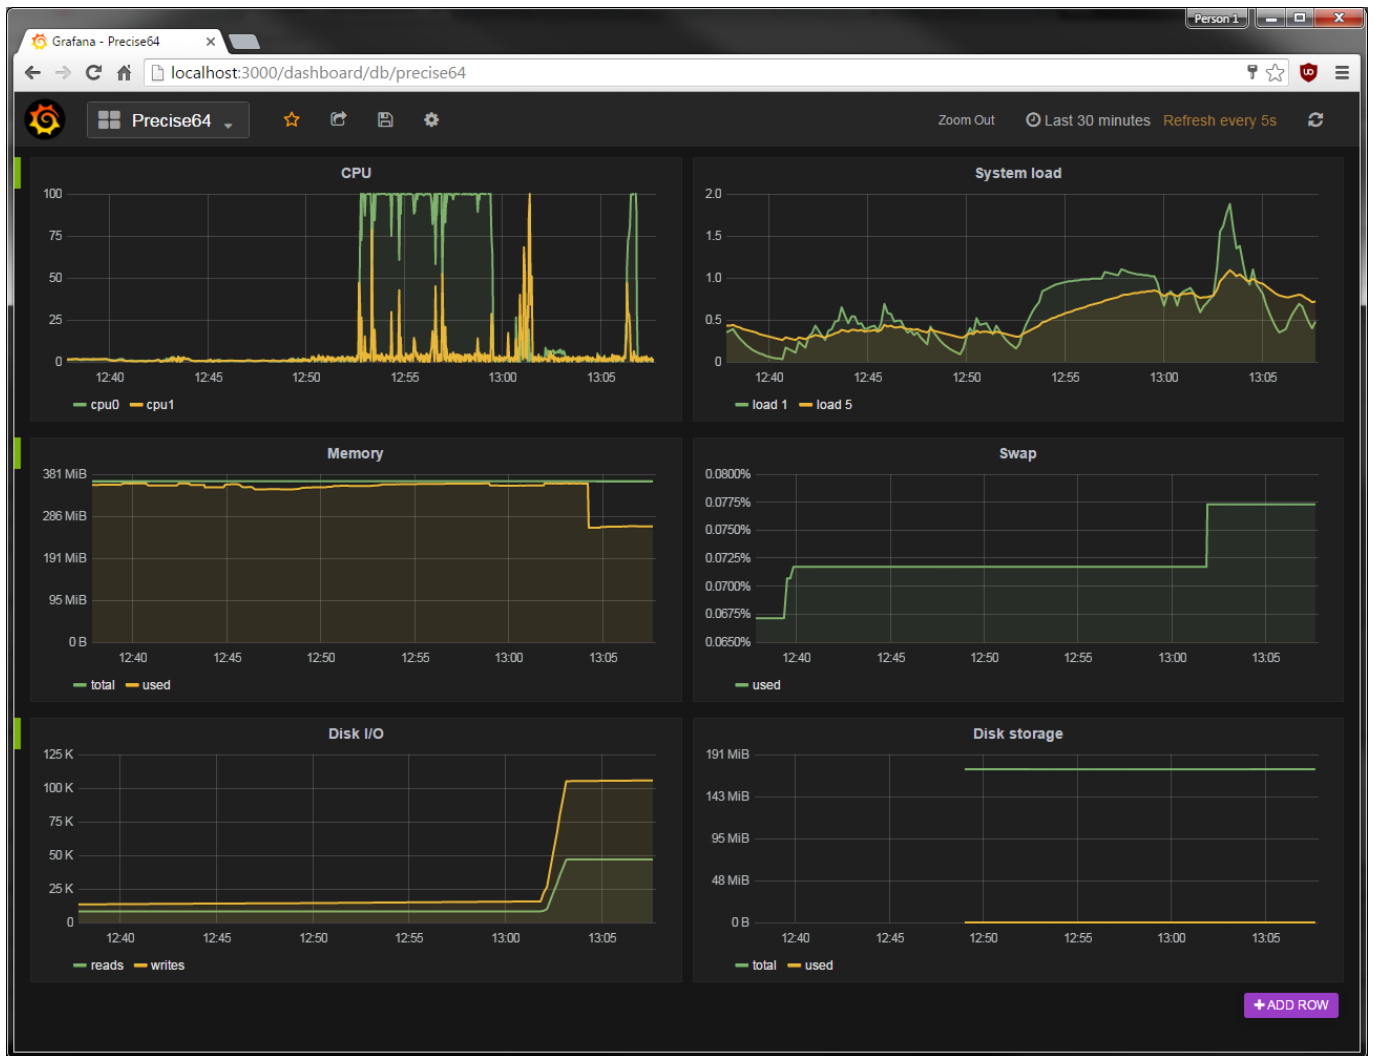 Person 1
Grafana - Precise64
localhost:3000/dashboard/db/precise64
Precise64
Zoom Out Last 30 minutes Refresh every 5s
CPU
100
75
50
25
0
12:40 12:45 12:50 12:55 13:00 13:05
cpu0 cpu1
System load
2.0
1.5
1.0
0.5
0
12:40 12:45 12:50 12:55 13:00 13:05
load 1 load 5
Memory
381 MiB
286 MiB
191 MiB
95 MiB
0 B
12:40 12:45 12:50 12:55 13:00 13:05
total used
Swap
0.0800%
0.0775%
0.0750%
0.0725%
0.0700%
0.0675%
0.0650%
12:40 12:45 12:50 12:55 13:00 13:05
used
Disk I/O
125 K
100 K
75 K
50 K
25 K
0
12:40 12:45 12:50 12:55 13:00 13:05
reads writes
Disk storage
191 MiB
143 MiB
95 MiB
48 MiB
0 B
12:40 12:45 12:50 12:55 13:00 13:05
total used
+ ADD ROW